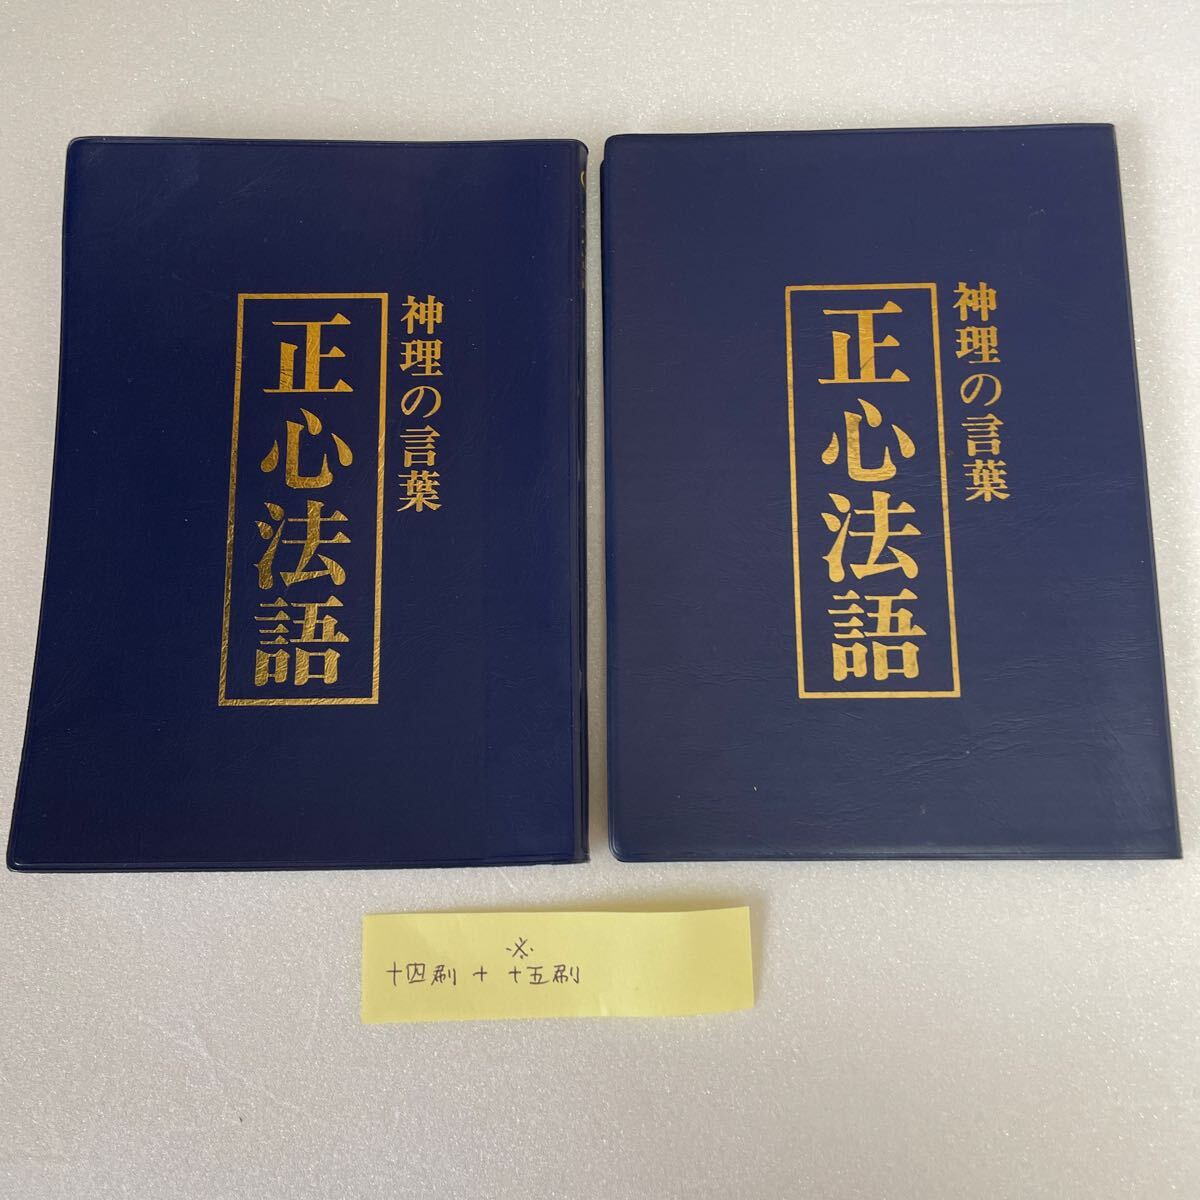 神理の言葉
正心法語
神理の言葉
正心法語
※
十四刷 + 十五刷